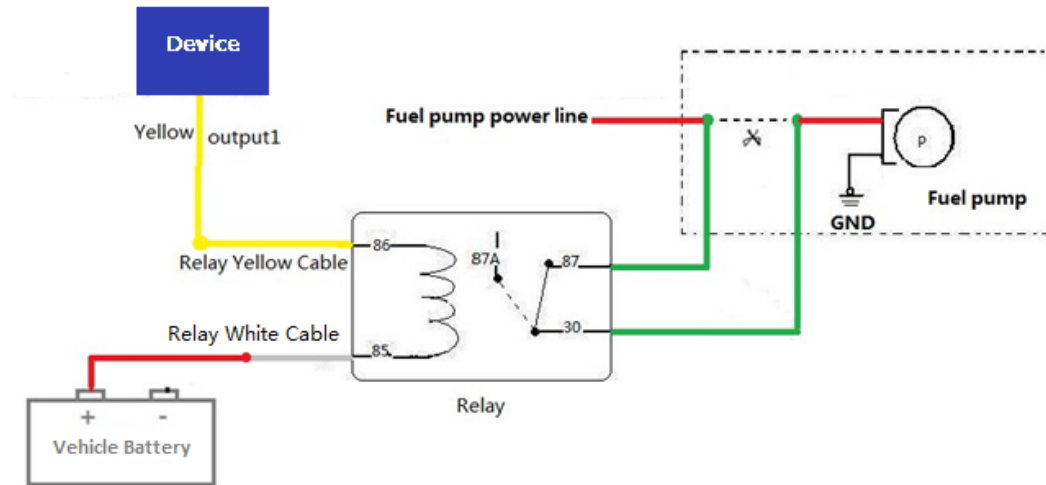 Device
Yellow
output1
Fuel pump power line
P
Fuel pump
GND
86
87A
87
Relay Yellow Cable
30
Relay White Cable
85
Relay
+ -
Vehicle Battery